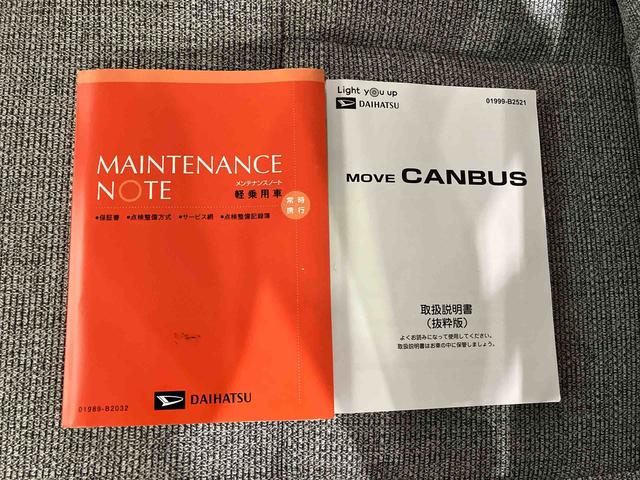 MAINTENANCE
NOTE
メンテナンスノート
軽乗用車
常時
携行
●保証書 ●点検整備方式 ●サービス網 ●点検整備記録簿
DAIHATSU
01989-B2032
Light you up
DAIHATSU
01999-B2521
MOVE CANBUS
取扱説明書
（抜粋版）
よくお読みになって使用してください。
取扱説明書はお車の中に保管しましょう。